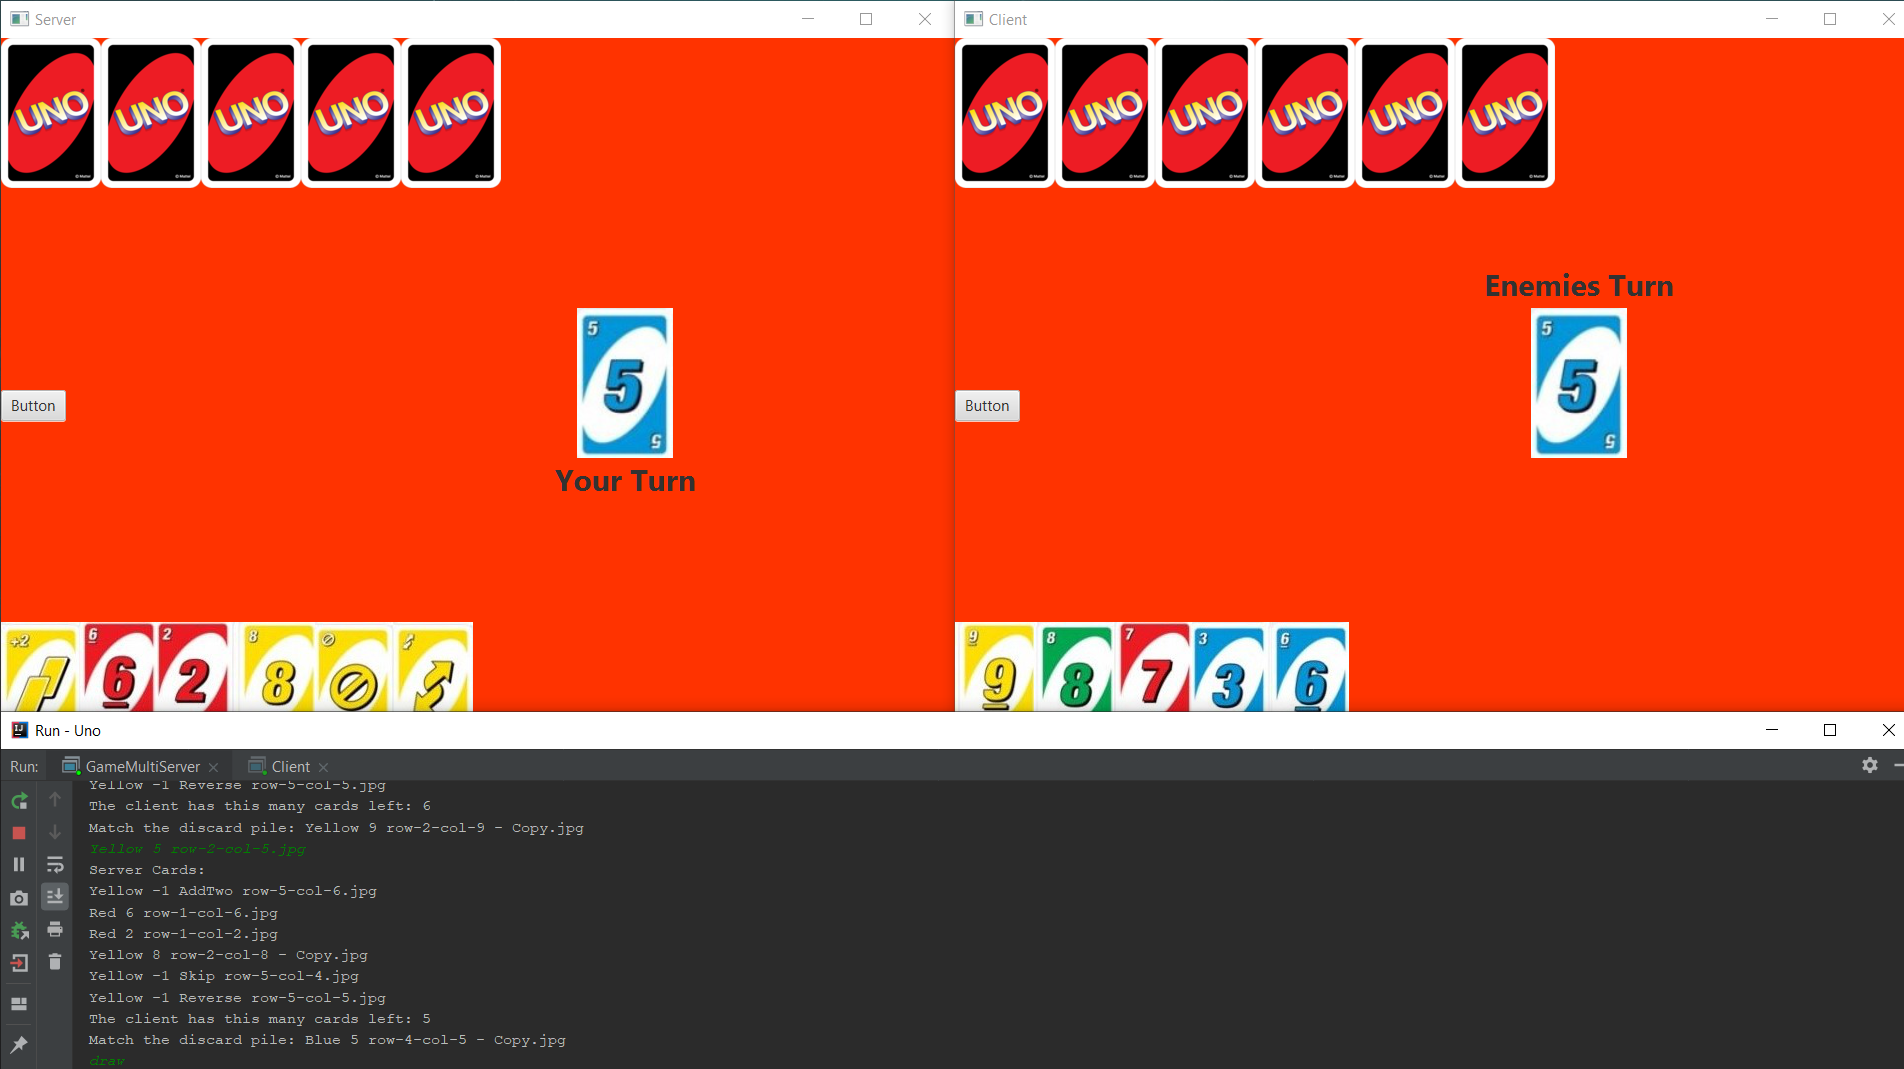 Server
UNO UNO UNO UNO UNO
5
5
5
Your Turn
Button
+2 6 2 8
6 2 8
Client
UNO UNO UNO UNO UNO UNO
Enemies Turn
5
5
5
Button
9 8 7 3 6
9 8 7 3 6
Run - Uno
Run: GameMultiServer Client
Yellow -1 Reverse row-5-col-5.jpg
The client has this many cards left: 6
Match the discard pile: Yellow 9 row-2-col-9 - Copy.jpg
Yellow 5 row-2-col-5.jpg
Server Cards:
Yellow -1 AddTwo row-5-col-6.jpg
Red 6 row-1-col-6.jpg
Red 2 row-1-col-2.jpg
Yellow 8 row-2-col-8 - Copy.jpg
Yellow -1 Skip row-5-col-4.jpg
Yellow -1 Reverse row-5-col-5.jpg
The client has this many cards left: 5
Match the discard pile: Blue 5 row-4-col-5 - Copy.jpg
draw